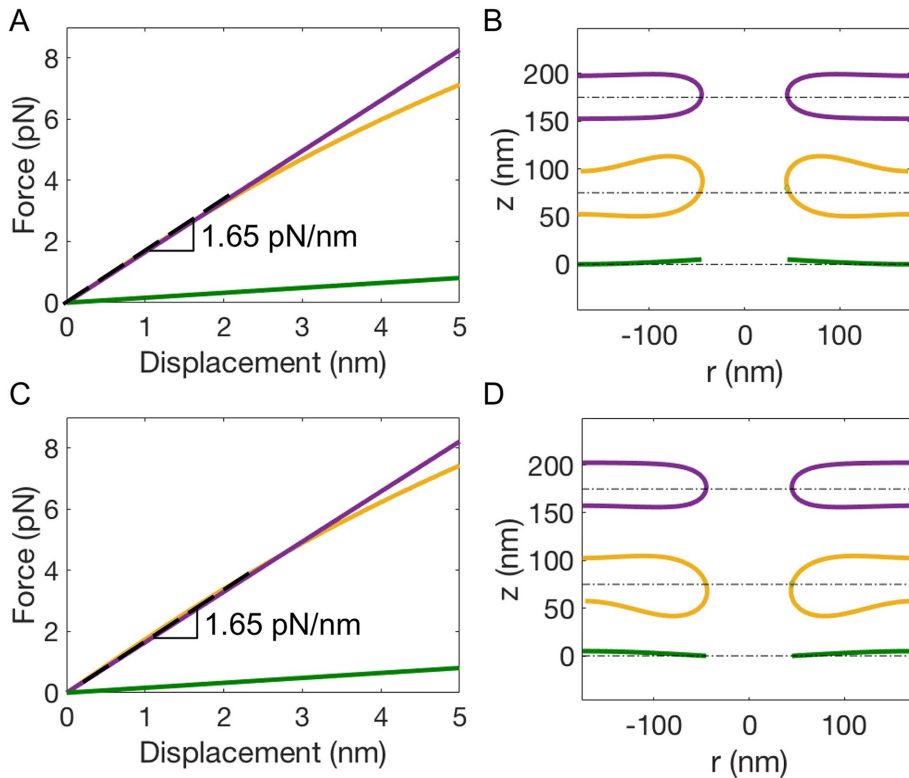 A
8
6
4
2
0
Force (pN)
1.65 pN/nm
0 1 2 3 4 5
Displacement (nm)
B
200
150
100
50
0
z (nm)
-100 0 100
r (nm)
C
8
6
4
2
0
Force (pN)
1.65 pN/nm
0 1 2 3 4 5
Displacement (nm)
D
200
150
100
50
0
z (nm)
-100 0 100
r (nm)